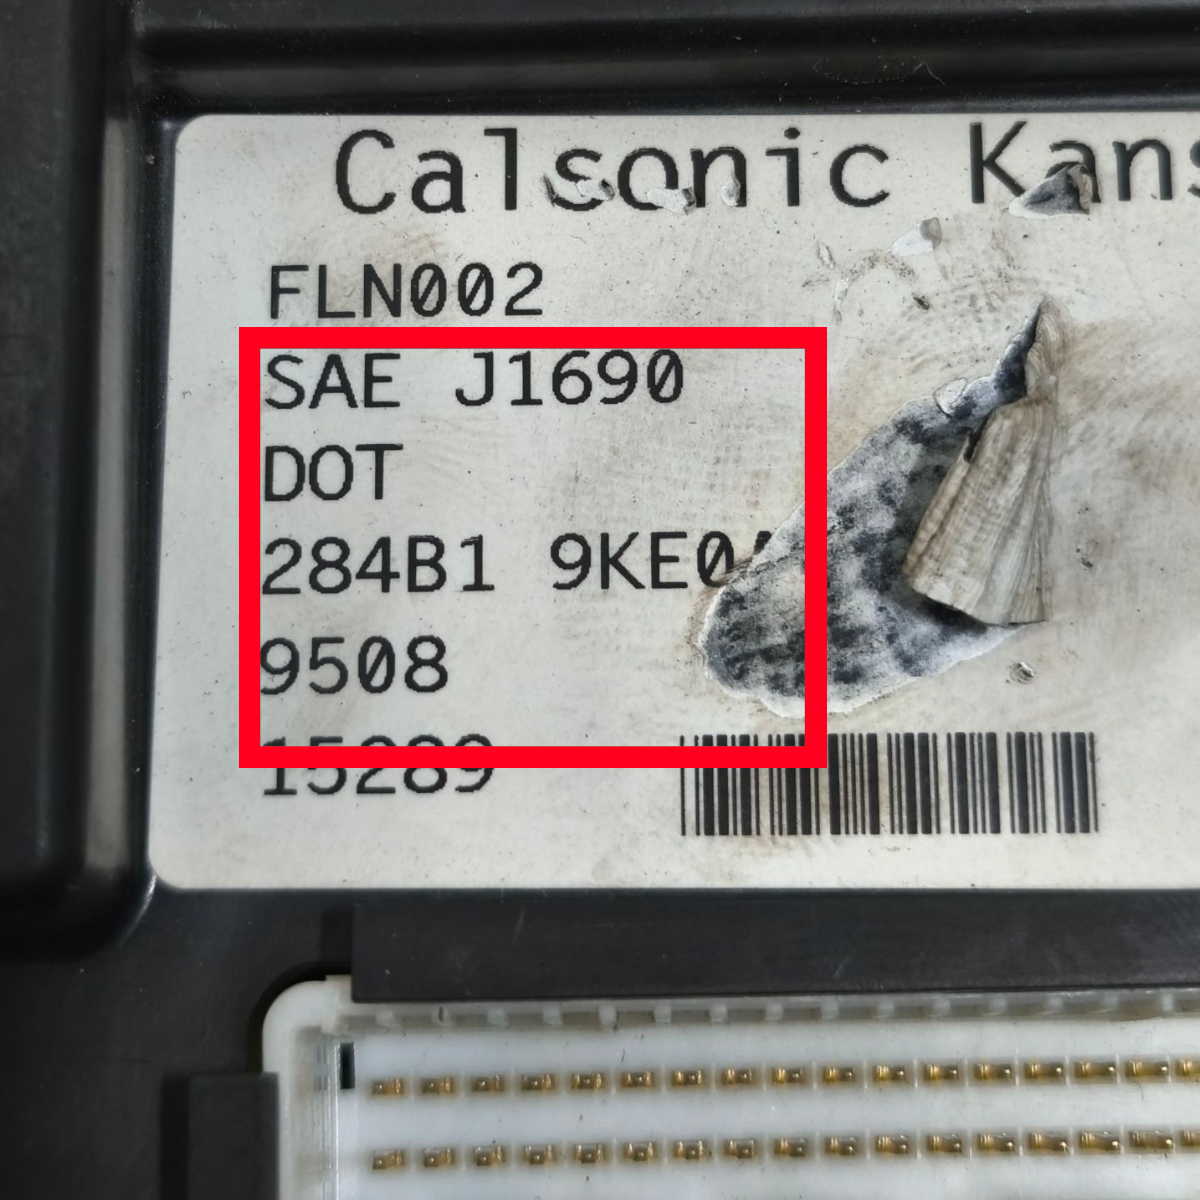 Calsonic Kans
FLN002
SAE J1690
DOT
284B1 9KE0
9508
15289